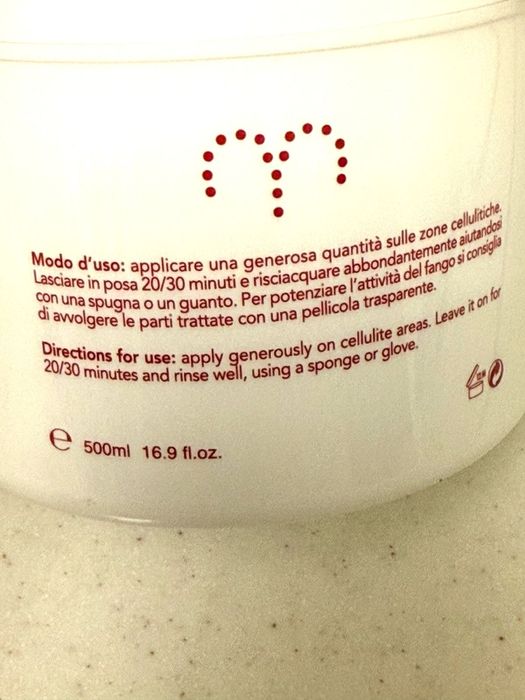 m
Modo d'uso: applicare una generosa quantità sulle zone cellulitiche.
Lasciare in posa 20/30 minuti e risciacquare abbondantemente aiutandosi
con una spugna o un guanto. Per potenziare l'attività del fango si consiglia
di avvolgere le parti trattate con una pellicola trasparente.
Directions for use: apply generously on cellulite areas. Leave it on for
20/30 minutes and rinse well, using a sponge or glove.
℮ 500ml 16.9 fl.oz.